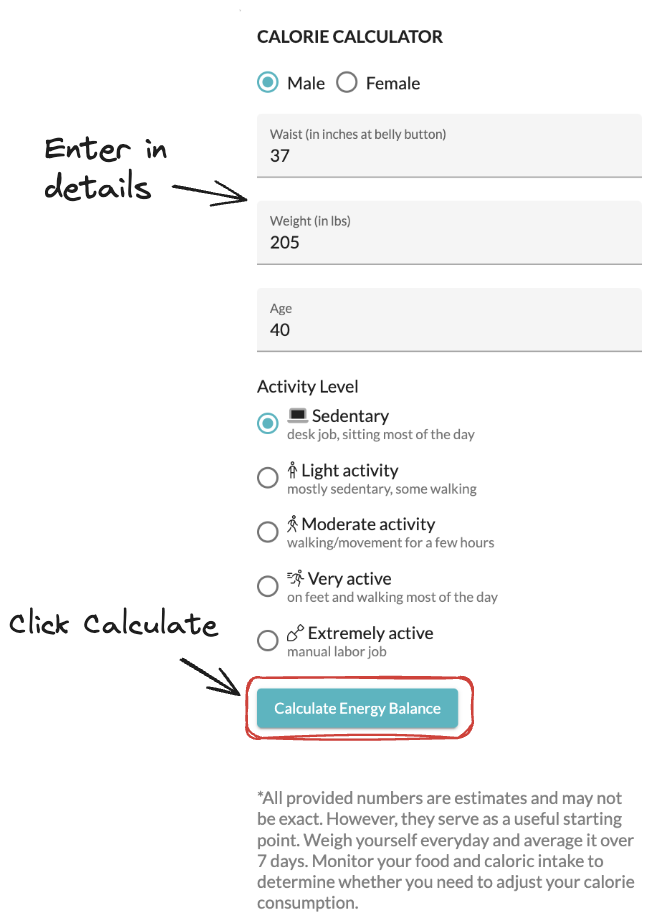 CALORIE CALCULATOR
Male Female
Enter in
details
Waist (in inches at belly button)
37
Weight (in lbs)
205
Age
40
Activity Level
Sedentary
desk job, sitting most of the day
Light activity
mostly sedentary, some walking
Moderate activity
walking/movement for a few hours
Very active
on feet and walking most of the day
Extremely active
manual labor job
Click Calculate
Calculate Energy Balance
*All provided numbers are estimates and may not
be exact. However, they serve as a useful starting
point. Weigh yourself everyday and average it over
7 days. Monitor your food and caloric intake to
determine whether you need to adjust your calorie
consumption.